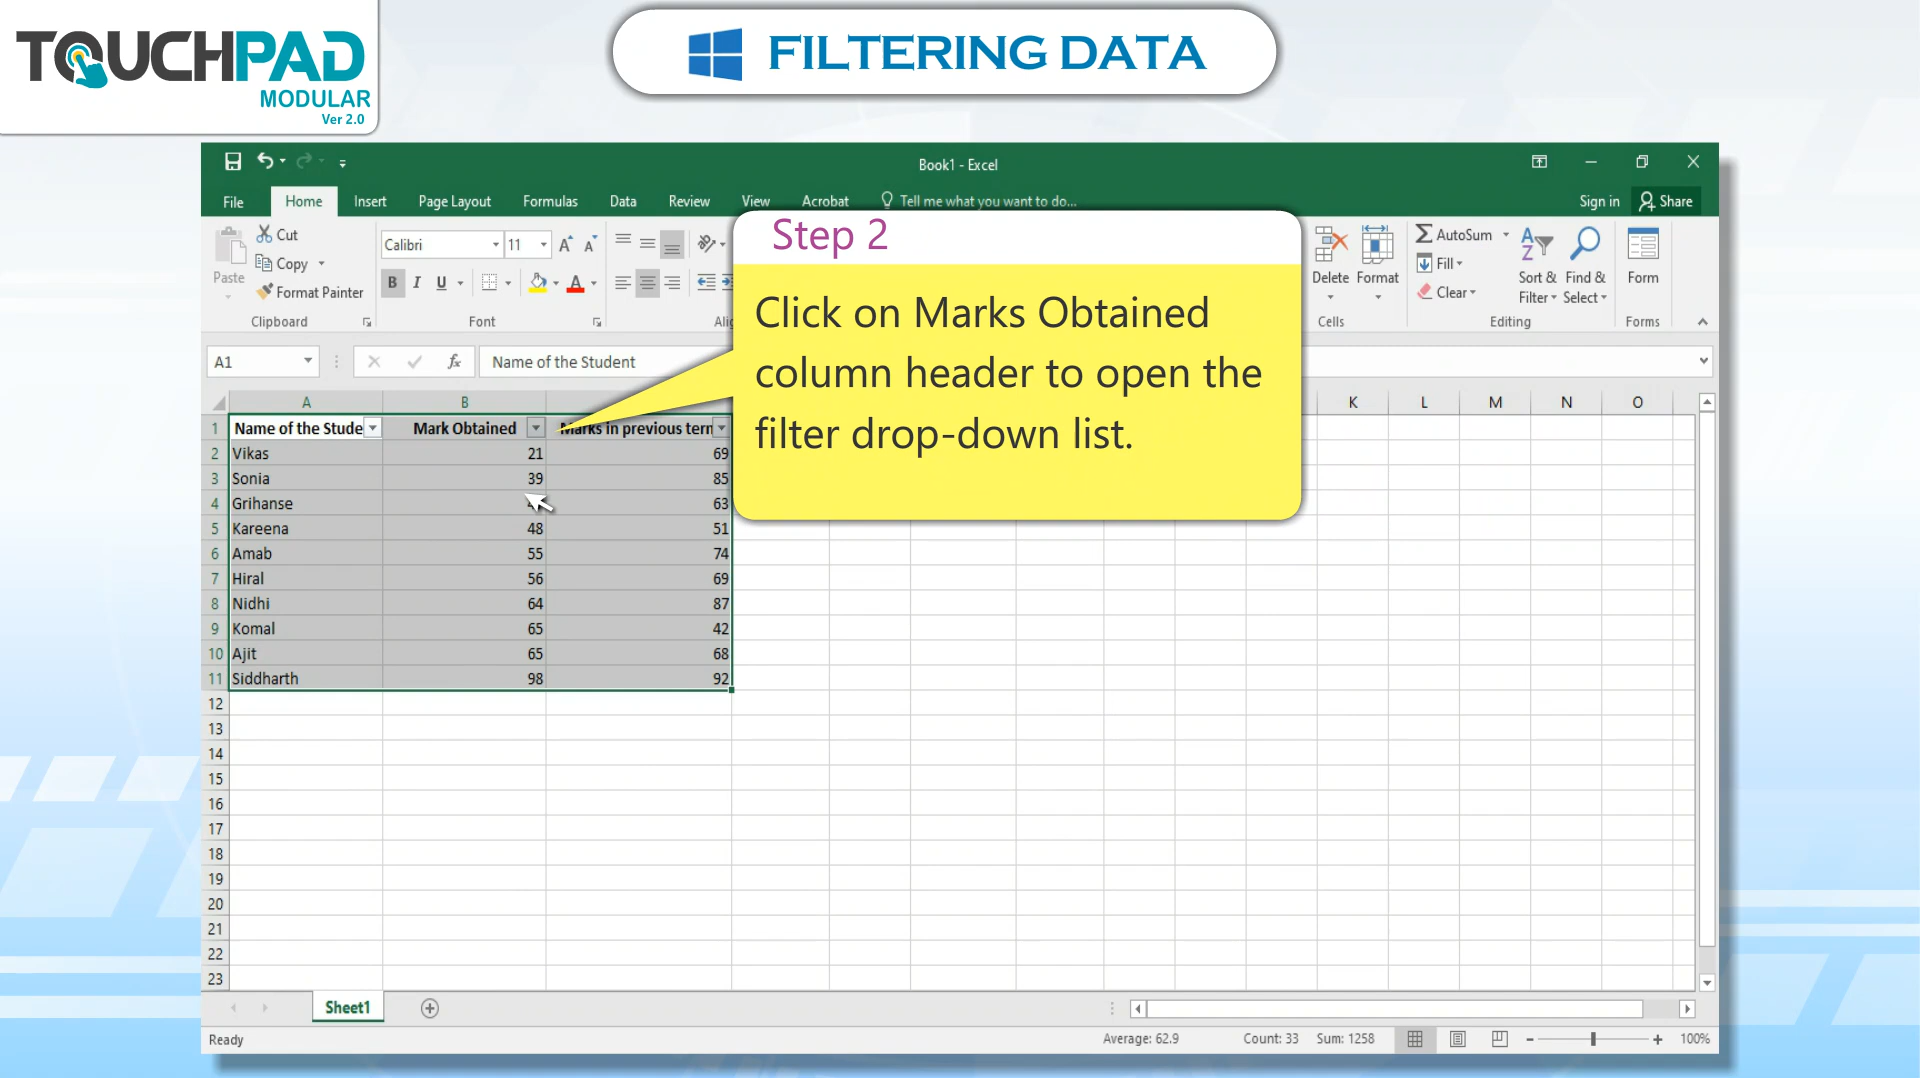 TOUCHPAD
MODULAR
Ver 2.0
FILTERING DATA
Book1 - Excel
File Home Insert Page Layout Formulas Data Review View Acrobat Tell me what you want to do... Sign in Share
Paste
Cut
Copy
Format Painter
Clipboard
Calibri 11
B I U A
Font
Step 2
Click on Marks Obtained
column header to open the
filter drop-down list.
Delete Format
Cells
AutoSum
Fill
Clear
Sort & Find &
Filter Select
Editing
Form
Forms
A1 fx Name of the Student
A B K L M N O
1 Name of the Stude Mark Obtained Marks in previous tern
2 Vikas 21 69
3 Sonia 39 85
4 Grihanse 63
5 Kareena 48 51
6 Amab 55 74
7 Hiral 56 69
8 Nidhi 64 87
9 Komal 65 42
10 Ajit 65 68
11 Siddharth 98 92
12
13
14
15
16
17
18
19
20
21
22
23
Sheet1
Ready Average: 62.9 Count: 33 Sum: 1258 100%